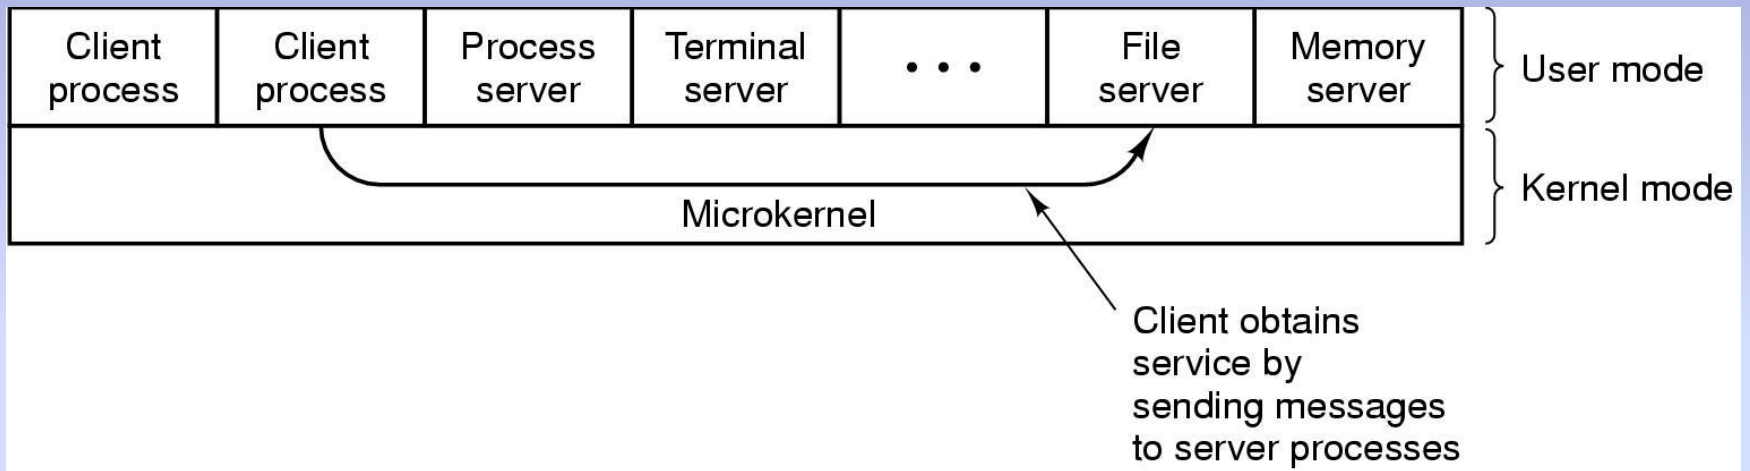 Client
process
Client
process
Process
server
Terminal
server
• • •
File
server
Memory
server
User mode
Microkernel
Kernel mode
Client obtains
service by
sending messages
to server processes